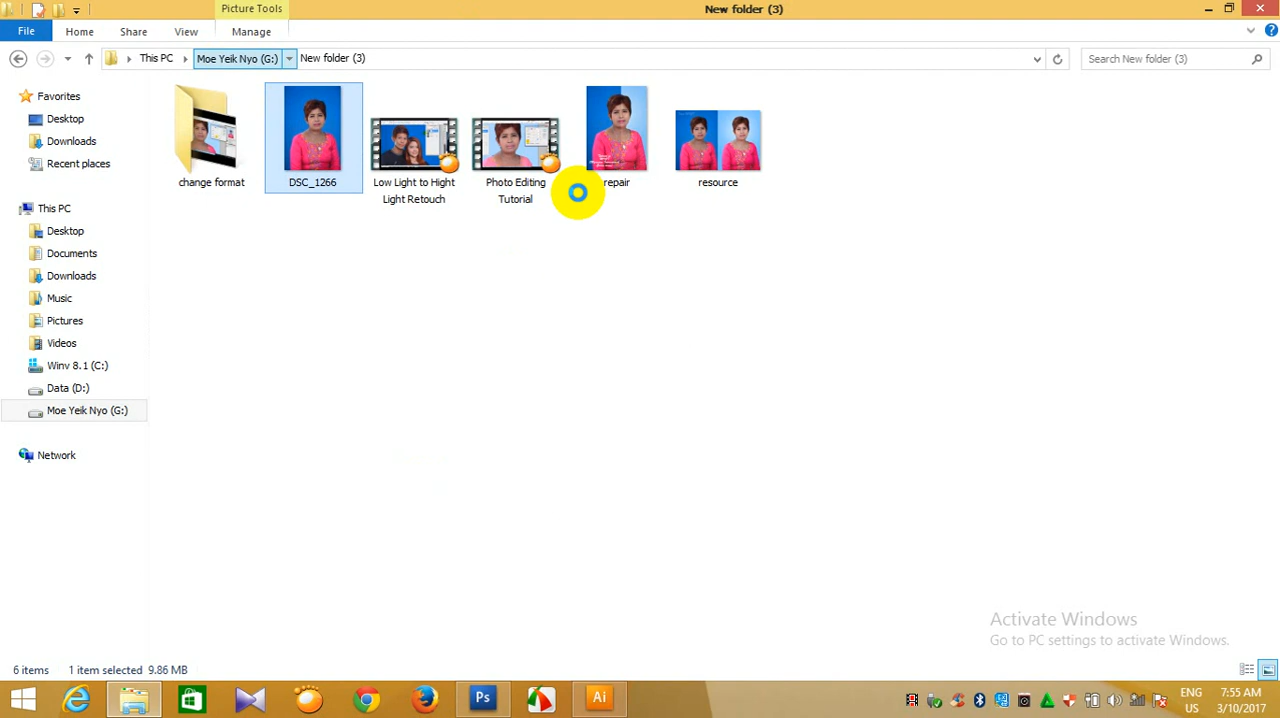 Picture Tools
New folder (3)
File
Home
Share
View
Manage
This PC
Moe Yeik Nyo (G:)
New folder (3)
Search New folder (3)
Favorites
Desktop
Downloads
Recent places
This PC
Desktop
Documents
Downloads
Music
Pictures
Videos
Winv 8.1 (C:)
Data (D:)
Moe Yeik Nyo (G:)
Network
change format
DSC_1266
Low Light to Hight
Light Retouch
Photo Editing
Tutorial
repair
resource
Activate Windows
Go to PC settings to activate Windows.
6 items
1 item selected 9.86 MB
Ps
Ai
ENG
US
7:55 AM
3/10/2017